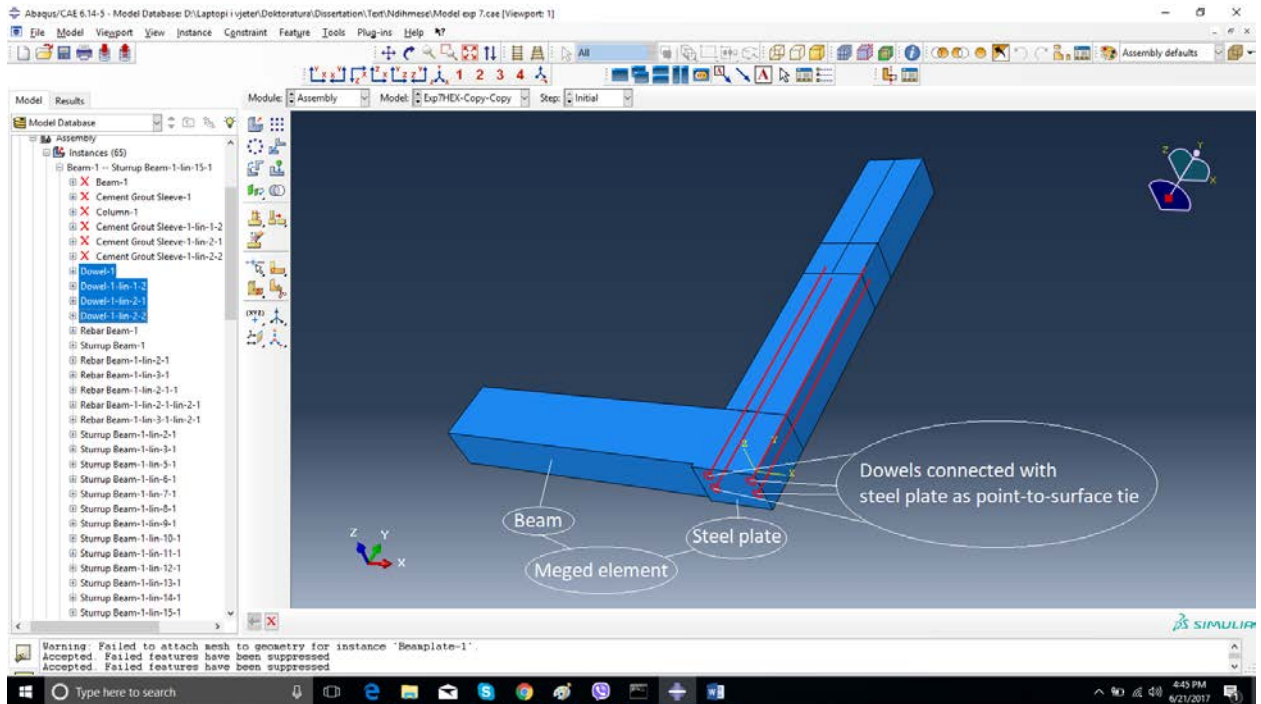 Abaqus/CAE 6.14-5 - Model Database: D:\Laptopi i vjeter\Doktoratura\Dissertation\Text\Ndihmese\Model exp 7.cae [Viewport: 1]
File Model Viewport View Instance Constraint Feature Tools Plug-ins Help
All
Assembly defaults
1 2 3 4
Model Results
Module: Assembly Model: Exp7HEX-Copy-Copy Step: Initial
Model Database
Assembly
Instances (65)
Beam-1 -- Sturrup Beam-1-lin-15-1
Beam-1
Cement Grout Sleeve-1
Column-1
Cement Grout Sleeve-1-lin-1-2
Cement Grout Sleeve-1-lin-2-1
Cement Grout Sleeve-1-lin-2-2
Dowel-1
Dowel-1-lin-1-2
Dowel-1-lin-2-1
Dowel-1-lin-2-2
Rebar Beam-1
Sturrup Beam-1
Rebar Beam-1-lin-2-1
Rebar Beam-1-lin-3-1
Rebar Beam-1-lin-2-1-1
Rebar Beam-1-lin-2-1-lin-2-1
Rebar Beam-1-lin-3-1-lin-2-1
Sturrup Beam-1-lin-2-1
Sturrup Beam-1-lin-3-1
Sturrup Beam-1-lin-5-1
Sturrup Beam-1-lin-6-1
Sturrup Beam-1-lin-7-1
Sturrup Beam-1-lin-8-1
Sturrup Beam-1-lin-9-1
Sturrup Beam-1-lin-10-1
Sturrup Beam-1-lin-11-1
Sturrup Beam-1-lin-12-1
Sturrup Beam-1-lin-13-1
Sturrup Beam-1-lin-14-1
Sturrup Beam-1-lin-15-1
(XYZ)
Z Y X
Dowels connected with
steel plate as point-to-surface tie
Beam
Steel plate
Meged element
Z Y X
SIMULIA
Warning: Failed to attach mesh to geometry for instance 'Beamplate-1'.
Accepted. Failed features have been suppressed
Accepted. Failed features have been suppressed
Type here to search
4:45 PM
6/21/2017